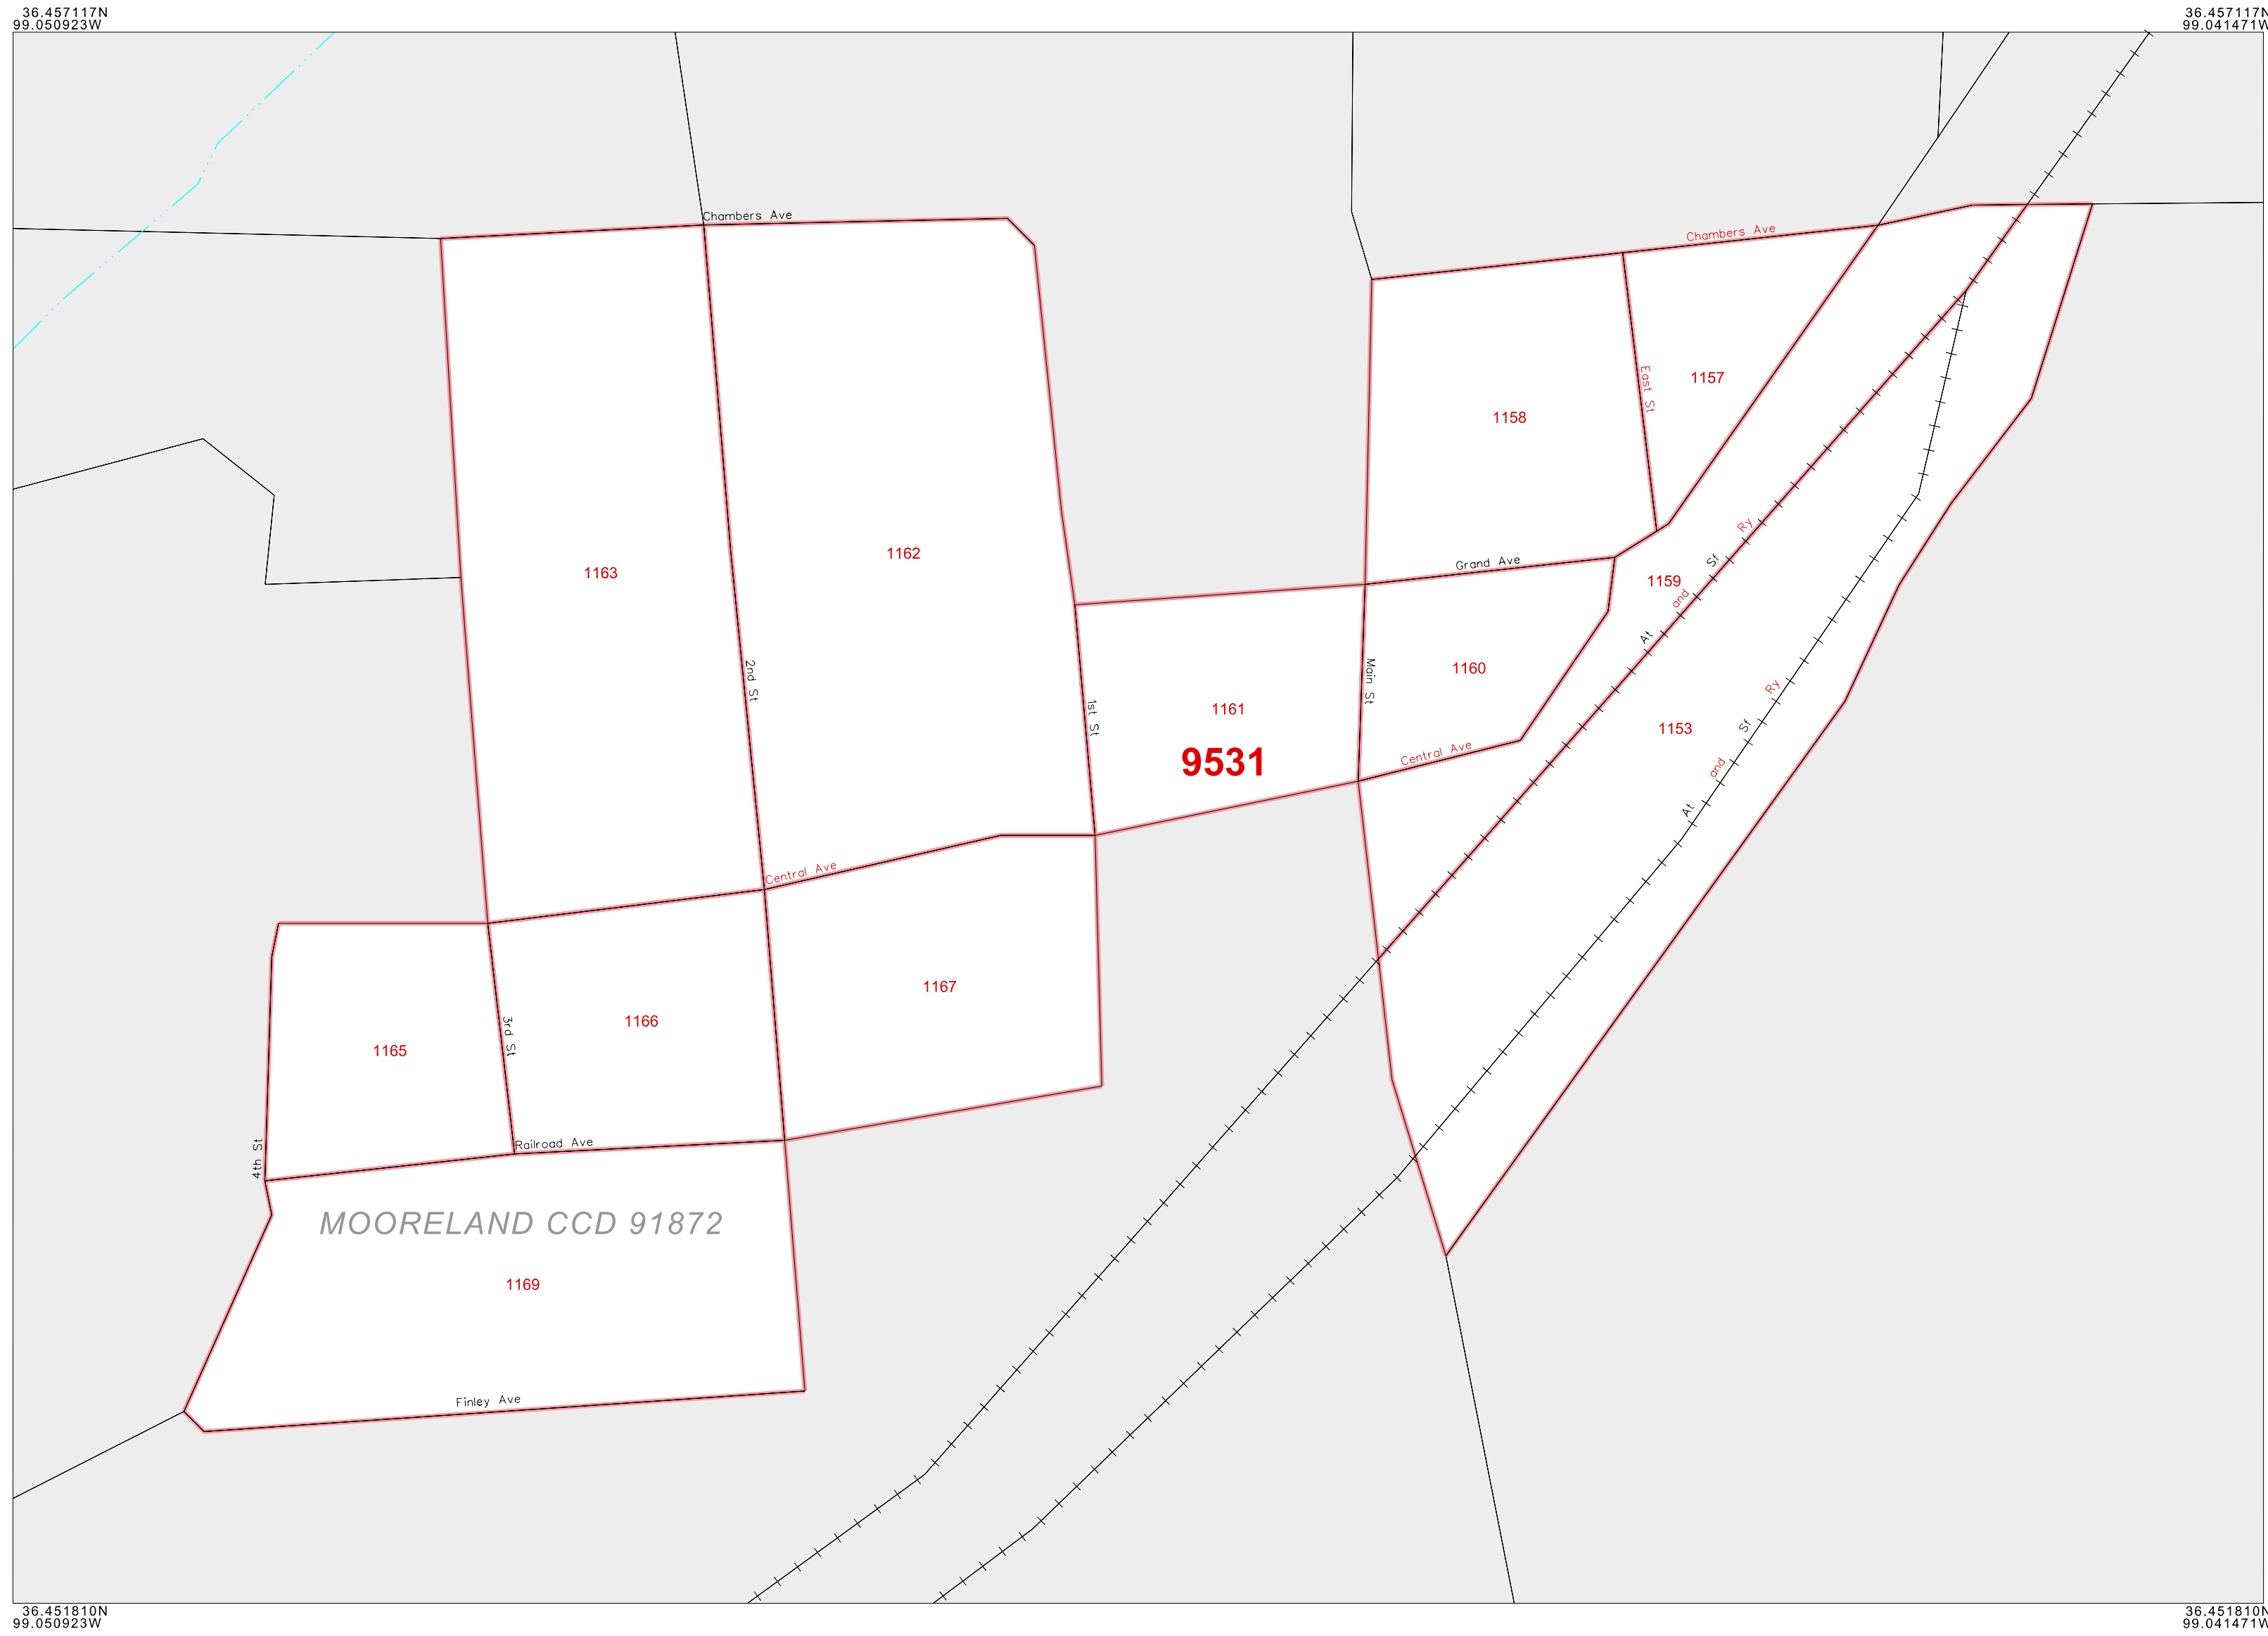 36.457117N
99.050923W
36.457117N
99.041471W
Chambers Ave
Chambers Ave
1157
East St
1158
1163
1162
Grand Ave
1159
At and Sf Ry
2nd St
1st St
1161
Main St
1160
9531
Central Ave
1153
At and Sf Ry
Central Ave
1167
3rd St
1166
1165
4th St
Railroad Ave
MOORELAND CCD 91872
1169
Finley Ave
36.451810N
99.050923W
36.451810N
99.041471W